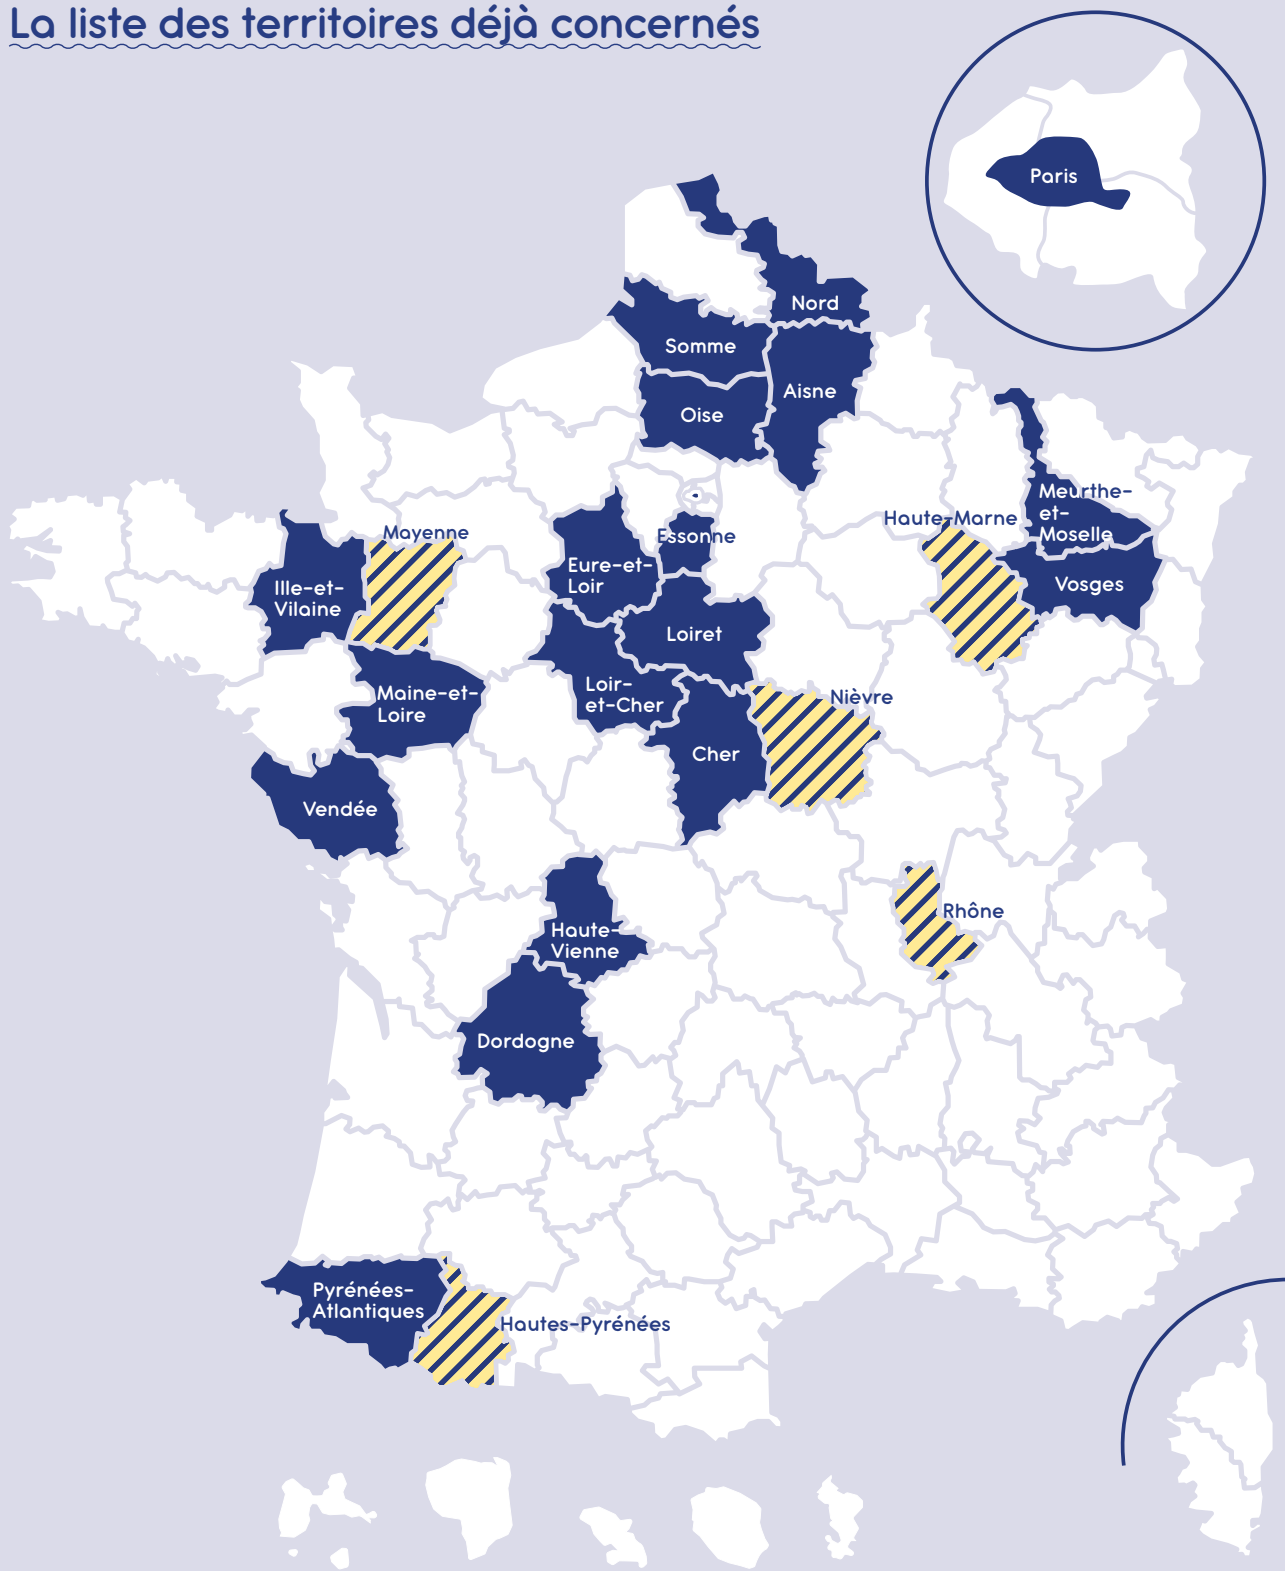 La liste des territoires déjà concernés
Paris
Nord
Somme
Aisne
Oise
Meurthe-
et-
Moselle
Haute-Marne
Mayenne
Essonne
Eure-et-
Loir
Ille-et-
Vilaine
Vosges
Loiret
Loir-
et-Cher
Maine-et-
Loire
Nièvre
Cher
Vendée
Rhône
Haute-
Vienne
Dordogne
Pyrénées-
Atlantiques
Hautes-Pyrénées